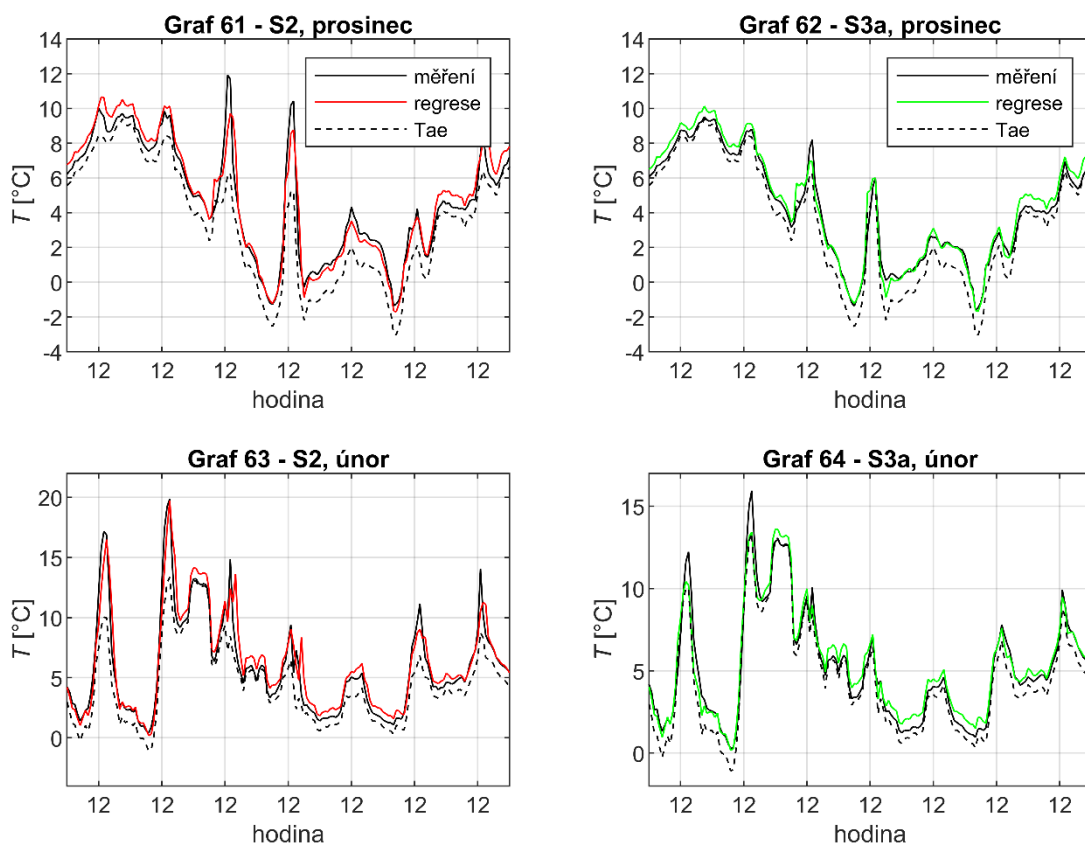 Graf 61 - S2, prosinec
14
12
10
8
6
4
2
0
-2
-4
T [°C]
měření
regrese
Tae
12 12 12 12 12 12 12
hodina
Graf 62 - S3a, prosinec
14
12
10
8
6
4
2
0
-2
-4
T [°C]
měření
regrese
Tae
12 12 12 12 12 12 12
hodina
Graf 63 - S2, únor
20
15
10
5
0
T [°C]
12 12 12 12 12 12 12
hodina
Graf 64 - S3a, únor
15
10
5
0
T [°C]
12 12 12 12 12 12 12
hodina